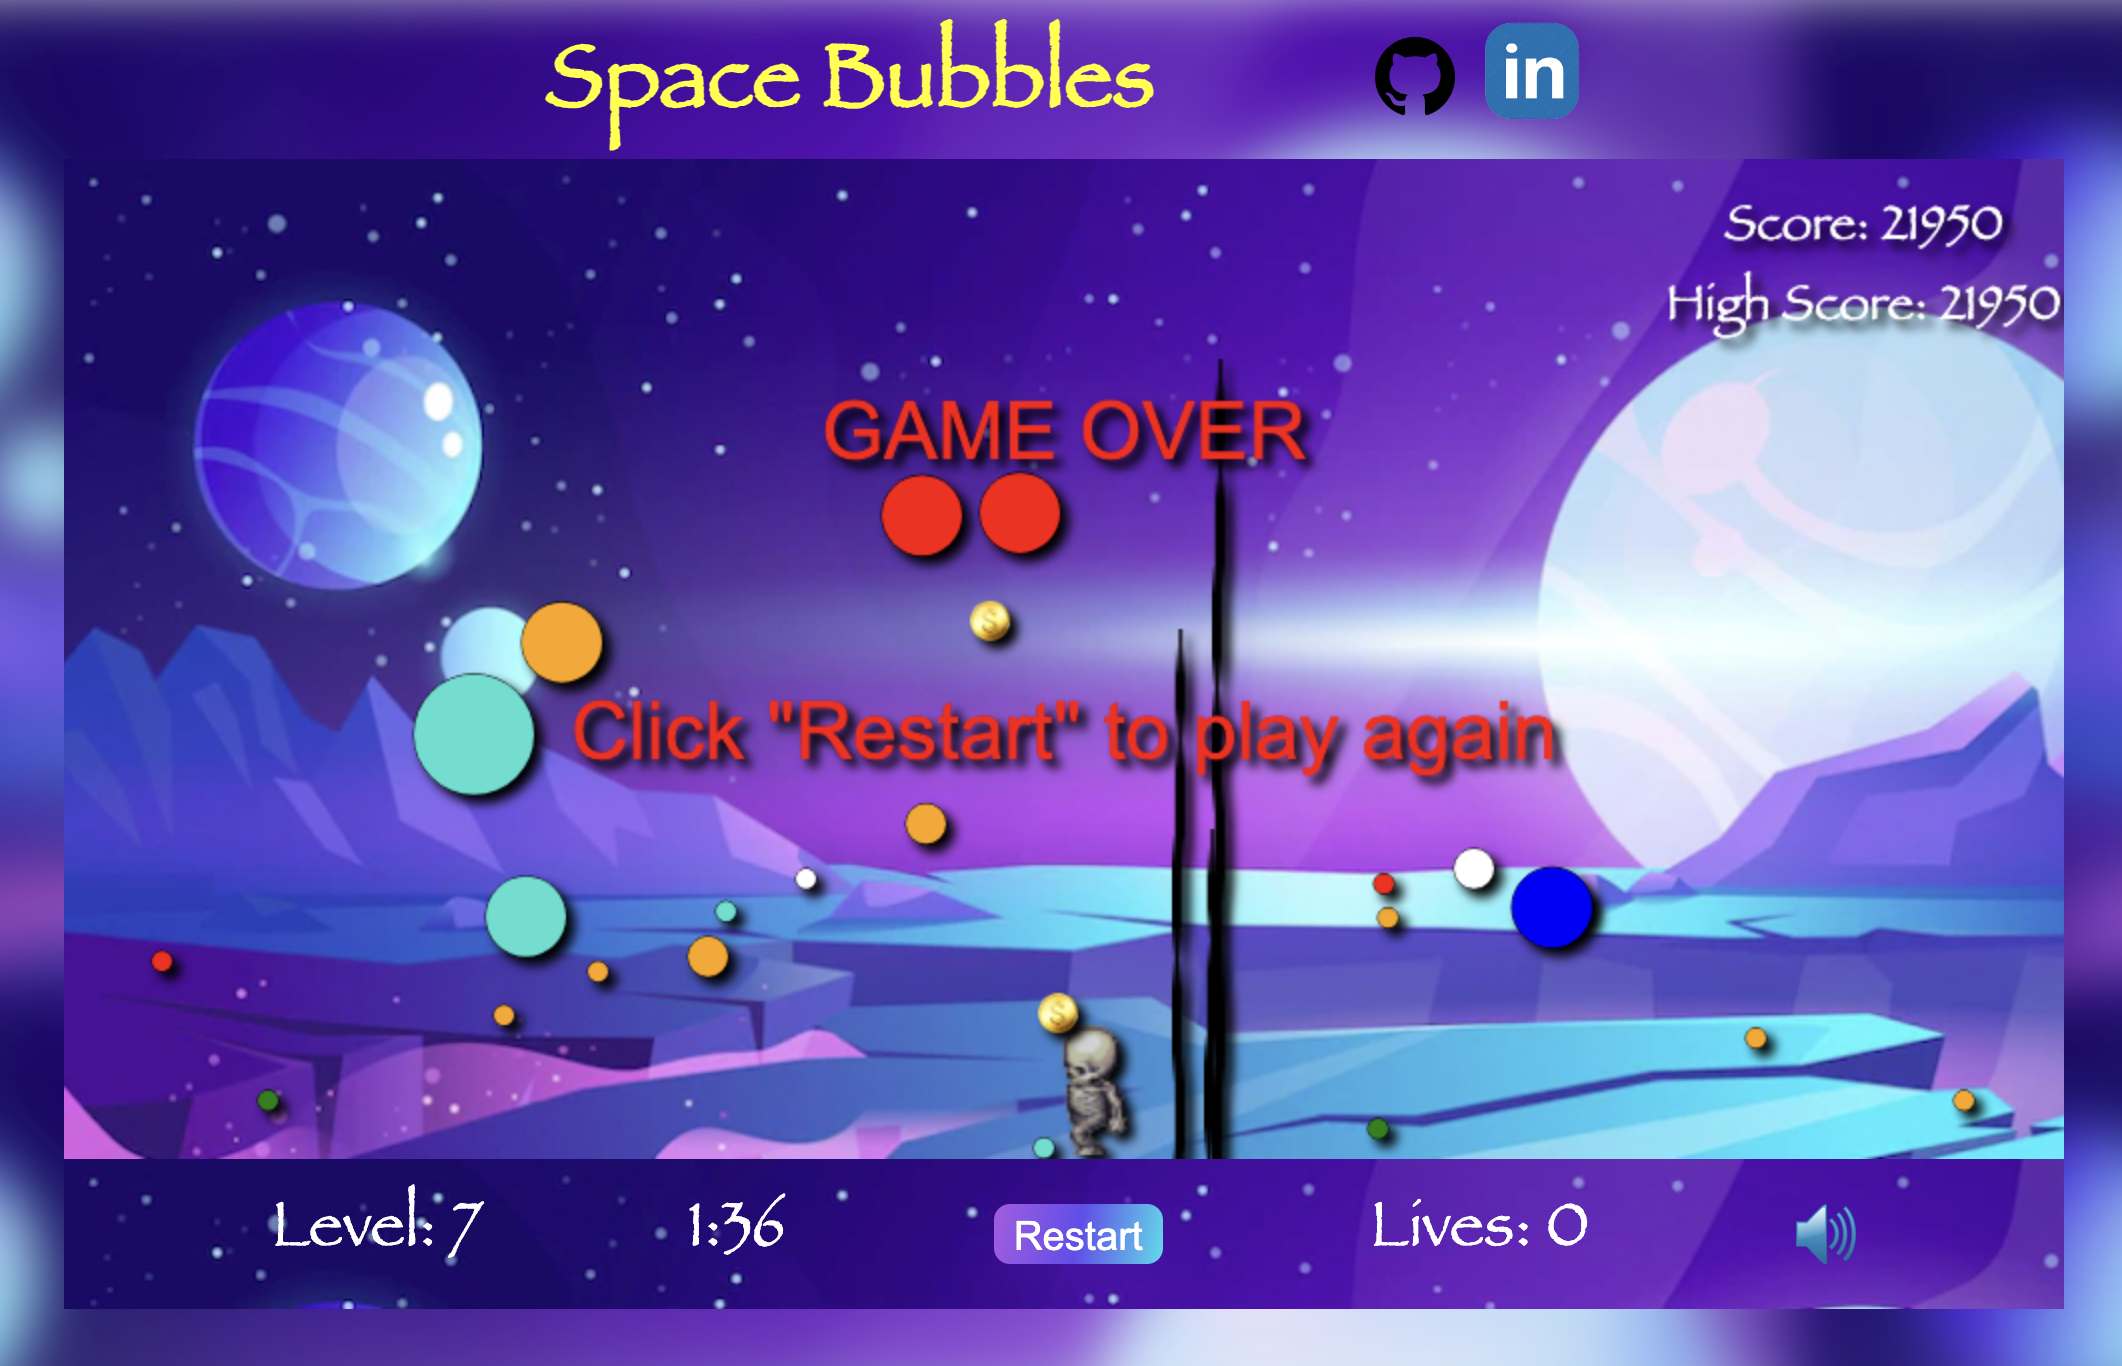 Space Bubbles
in
Score: 21950
High Score: 21950
GAME OVER
$
Click "Restart" to play again
$
Level: 7 1:36 Restart Lives: 0